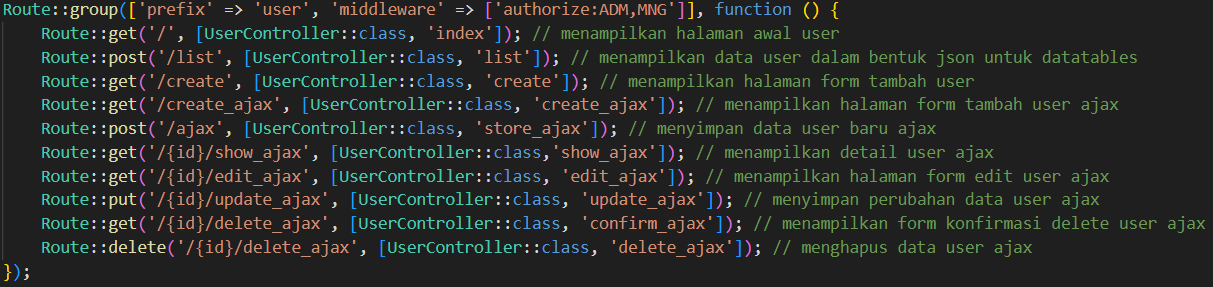 Route::group(['prefix' => 'user', 'middleware' => ['authorize:ADM,MNG']], function () {
    Route::get('/', [UserController::class, 'index']); // menampilkan halaman awal user
    Route::post('/list', [UserController::class, 'list']); // menampilkan data user dalam bentuk json untuk datatables
    Route::get('/create', [UserController::class, 'create']); // menampilkan halaman form tambah user
    Route::get('/create_ajax', [UserController::class, 'create_ajax']); // menampilkan halaman form tambah user ajax
    Route::post('/ajax', [UserController::class, 'store_ajax']); // menyimpan data user baru ajax
    Route::get('/{id}/show_ajax', [UserController::class,'show_ajax']); // menampilkan detail user ajax
    Route::get('/{id}/edit_ajax', [UserController::class, 'edit_ajax']); // menampilkan halaman form edit user ajax
    Route::put('/{id}/update_ajax', [UserController::class, 'update_ajax']); // menyimpan perubahan data user ajax
    Route::get('/{id}/delete_ajax', [UserController::class, 'confirm_ajax']); // menampilkan form konfirmasi delete user ajax
    Route::delete('/{id}/delete_ajax', [UserController::class, 'delete_ajax']); // menghapus data user ajax
});